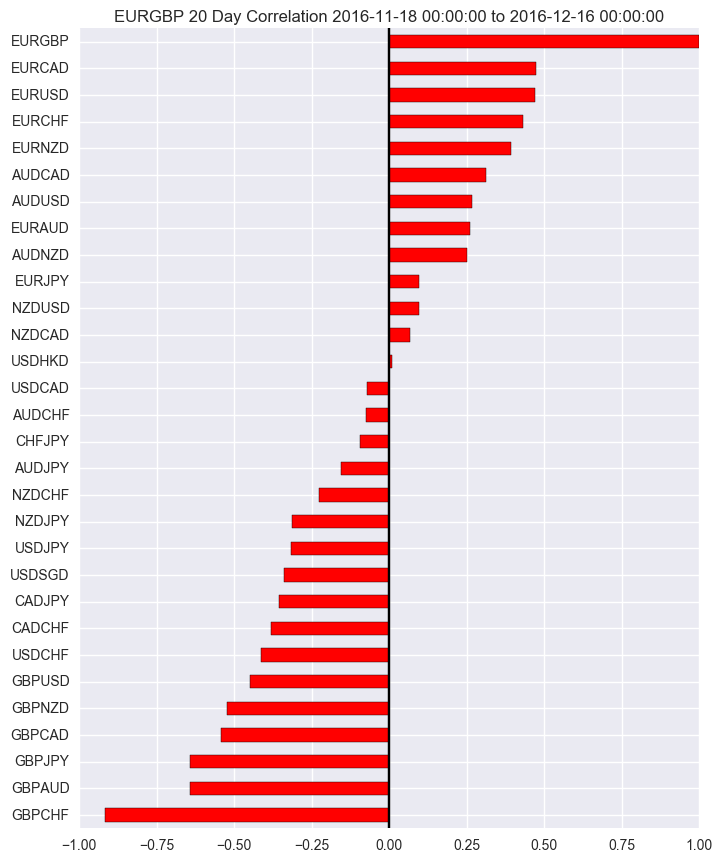 EURGBP 20 Day Correlation 2016-11-18 00:00:00 to 2016-12-16 00:00:00
EURGBP
EURCAD
EURUSD
EURCHF
EURNZD
AUDCAD
AUDUSD
EURAUD
AUDNZD
EURJPY
NZDUSD
NZDCAD
USDHKD
USDCAD
AUDCHF
CHFJPY
AUDJPY
NZDCHF
NZDJPY
USDJPY
USDSGD
CADJPY
CADCHF
USDCHF
GBPUSD
GBPNZD
GBPCAD
GBPJPY
GBPAUD
GBPCHF
−1.00 −0.75 −0.50 −0.25 0.00 0.25 0.50 0.75 1.00